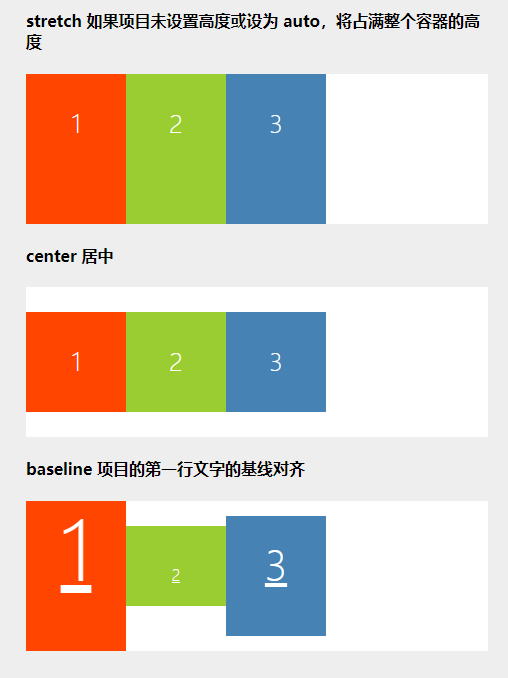 stretch 如果项目未设置高度或设为 auto，将占满整个容器的高
度
1 2 3
center 居中
1 2 3
baseline 项目的第一行文字的基线对齐
1 2 3